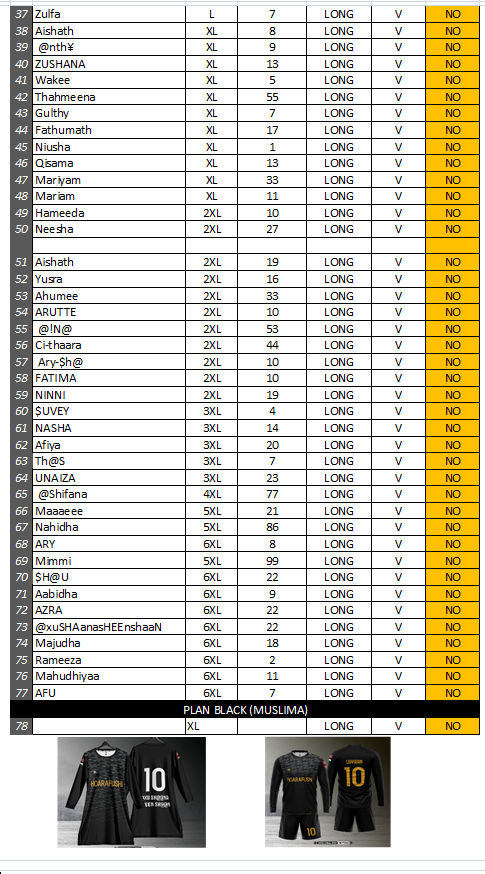 37 Zulfa L 7 LONG V NO
38 Aishath XL 8 LONG V NO
39 @nth¥ XL 9 LONG V NO
40 ZUSHANA XL 13 LONG V NO
41 Wakee XL 5 LONG V NO
42 Thahmeena XL 55 LONG V NO
43 Gulthy XL 7 LONG V NO
44 Fathumath XL 17 LONG V NO
45 Niusha XL 1 LONG V NO
46 Qisama XL 13 LONG V NO
47 Mariyam XL 33 LONG V NO
48 Mariam XL 11 LONG V NO
49 Hameeda 2XL 10 LONG V NO
50 Neesha 2XL 27 LONG V NO
51 Aishath 2XL 19 LONG V NO
52 Yusra 2XL 16 LONG V NO
53 Ahumee 2XL 33 LONG V NO
54 ARUTTE 2XL 10 LONG V NO
55 @!N@ 2XL 53 LONG V NO
56 Ci-thaara 2XL 44 LONG V NO
57 Ary-$h@ 2XL 10 LONG V NO
58 FATIMA 2XL 10 LONG V NO
59 NINNI 2XL 19 LONG V NO
60 $UVEY 3XL 4 LONG V NO
61 NASHA 3XL 14 LONG V NO
62 Afiya 3XL 20 LONG V NO
63 Th@S 3XL 7 LONG V NO
64 UNAIZA 3XL 23 LONG V NO
65 @Shifana 4XL 77 LONG V NO
66 Maaaeee 5XL 21 LONG V NO
67 Nahidha 5XL 86 LONG V NO
68 ARY 6XL 8 LONG V NO
69 Mimmi 5XL 99 LONG V NO
70 $H@U 6XL 22 LONG V NO
71 Aabidha 6XL 9 LONG V NO
72 AZRA 6XL 22 LONG V NO
73 @xuSHAanasHEEnshaaN 6XL 22 LONG V NO
74 Majudha 6XL 18 LONG V NO
75 Rameeza 6XL 2 LONG V NO
76 Mahudhiyaa 6XL 11 LONG V NO
77 AFU 6XL 7 LONG V NO
PLAN BLACK (MUSLIMA)
78 XL LONG V NO
HOARAFUSHI 10
HOARAFUSHI 10
10